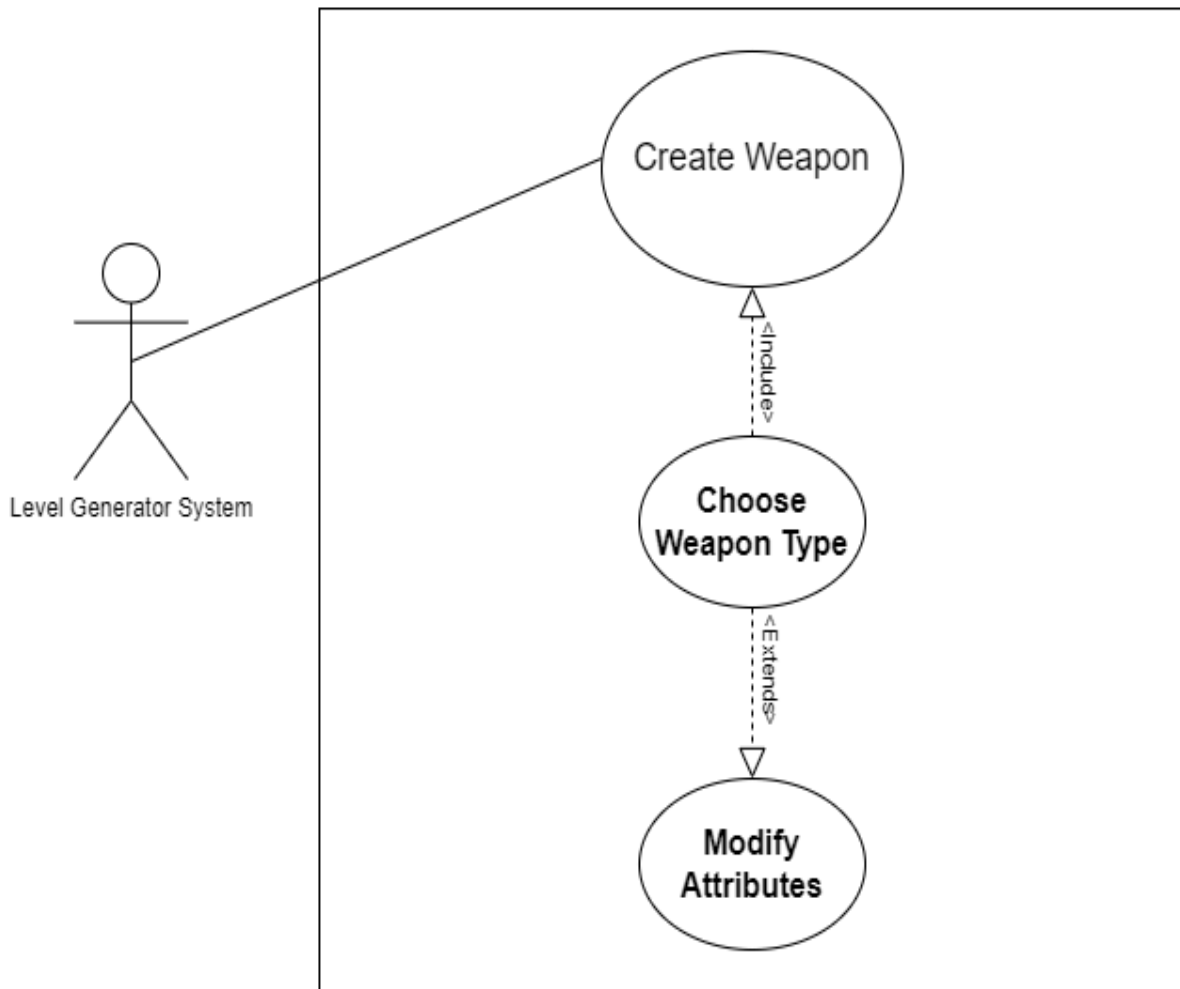 Create Weapon
<Include>
Level Generator System
Choose
Weapon Type
<Extends>
Modify
Attributes